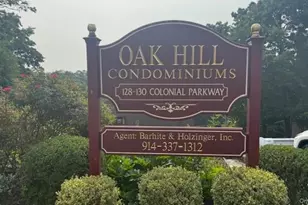 OAK HILL
CONDOMINIUMS
128-130 COLONIAL PARKWAY
Agent: Barhite & Holzinger, Inc.
914-337-1312